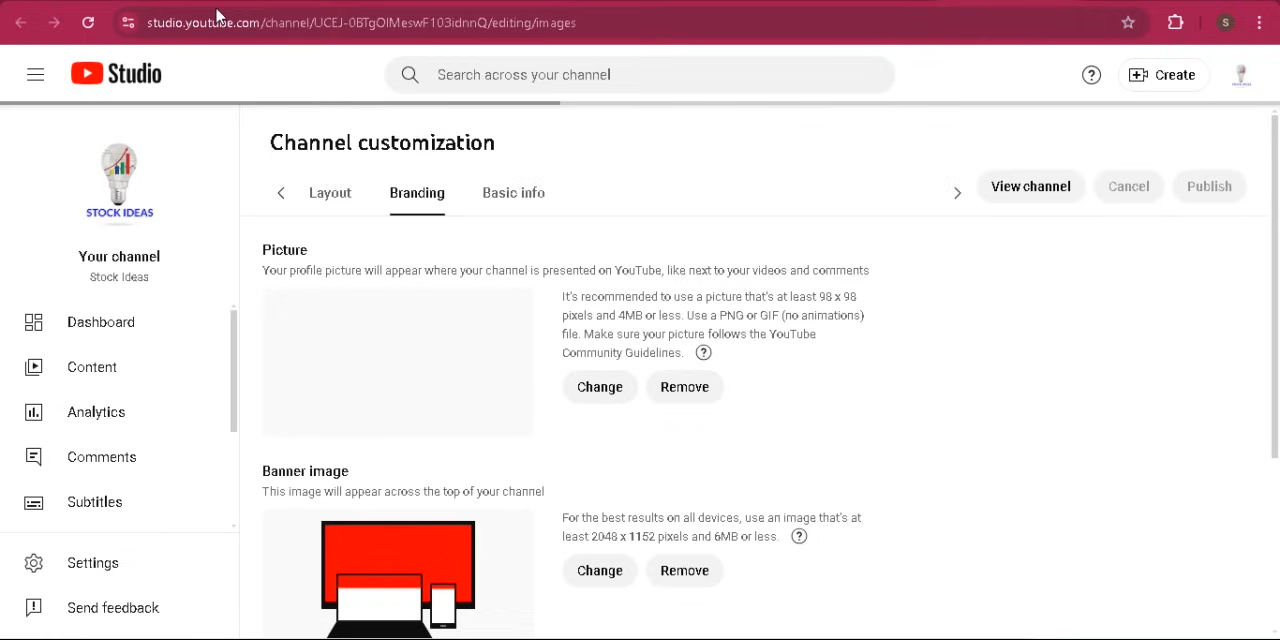 studio.youtube.com/channel/UCEJ-0BTgOlMeswF103idnnQ/editing/images
S
Studio
Search across your channel
Create
STOCK IDEAS
Your channel
Stock Ideas
Dashboard
Content
Analytics
Comments
Subtitles
Settings
Send feedback
Channel customization
Layout
Branding
Basic info
View channel
Cancel
Publish
Picture
Your profile picture will appear where your channel is presented on YouTube, like next to your videos and comments
It's recommended to use a picture that's at least 98 x 98
pixels and 4MB or less. Use a PNG or GIF (no animations)
file. Make sure your picture follows the YouTube
Community Guidelines.
Change
Remove
Banner image
This image will appear across the top of your channel
For the best results on all devices, use an image that's at
least 2048 x 1152 pixels and 6MB or less.
Change
Remove